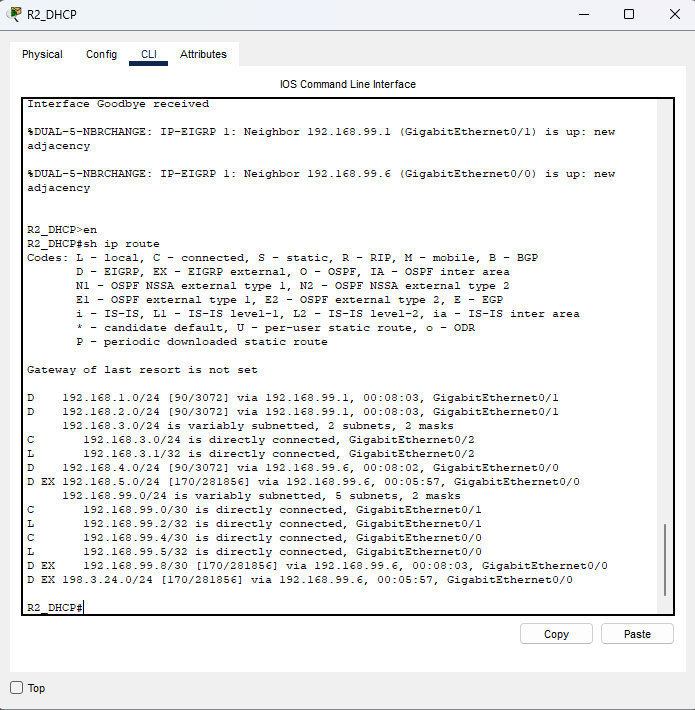 R2_DHCP
Physical Config CLI Attributes
IOS Command Line Interface
Interface Goodbye received
%DUAL-5-NBRCHANGE: IP-EIGRP 1: Neighbor 192.168.99.1 (GigabitEthernet0/1) is up: new
adjacency
%DUAL-5-NBRCHANGE: IP-EIGRP 1: Neighbor 192.168.99.6 (GigabitEthernet0/0) is up: new
adjacency
R2_DHCP>en
R2_DHCP#sh ip route
Codes: L - local, C - connected, S - static, R - RIP, M - mobile, B - BGP
       D - EIGRP, EX - EIGRP external, O - OSPF, IA - OSPF inter area
       N1 - OSPF NSSA external type 1, N2 - OSPF NSSA external type 2
       E1 - OSPF external type 1, E2 - OSPF external type 2, E - EGP
       i - IS-IS, L1 - IS-IS level-1, L2 - IS-IS level-2, ia - IS-IS inter area
       * - candidate default, U - per-user static route, o - ODR
       P - periodic downloaded static route
Gateway of last resort is not set
D    192.168.1.0/24 [90/3072] via 192.168.99.1, 00:08:03, GigabitEthernet0/1
D    192.168.2.0/24 [90/3072] via 192.168.99.1, 00:08:03, GigabitEthernet0/1
     192.168.3.0/24 is variably subnetted, 2 subnets, 2 masks
C       192.168.3.0/24 is directly connected, GigabitEthernet0/2
L       192.168.3.1/32 is directly connected, GigabitEthernet0/2
D    192.168.4.0/24 [90/3072] via 192.168.99.6, 00:08:02, GigabitEthernet0/0
D EX 192.168.5.0/24 [170/281856] via 192.168.99.6, 00:05:57, GigabitEthernet0/0
     192.168.99.0/24 is variably subnetted, 5 subnets, 2 masks
C       192.168.99.0/30 is directly connected, GigabitEthernet0/1
L       192.168.99.2/32 is directly connected, GigabitEthernet0/1
C       192.168.99.4/30 is directly connected, GigabitEthernet0/0
L       192.168.99.5/32 is directly connected, GigabitEthernet0/0
D EX    192.168.99.8/30 [170/281856] via 192.168.99.6, 00:08:03, GigabitEthernet0/0
D EX 198.3.24.0/24 [170/281856] via 192.168.99.6, 00:05:57, GigabitEthernet0/0
R2_DHCP#
Copy Paste
Top